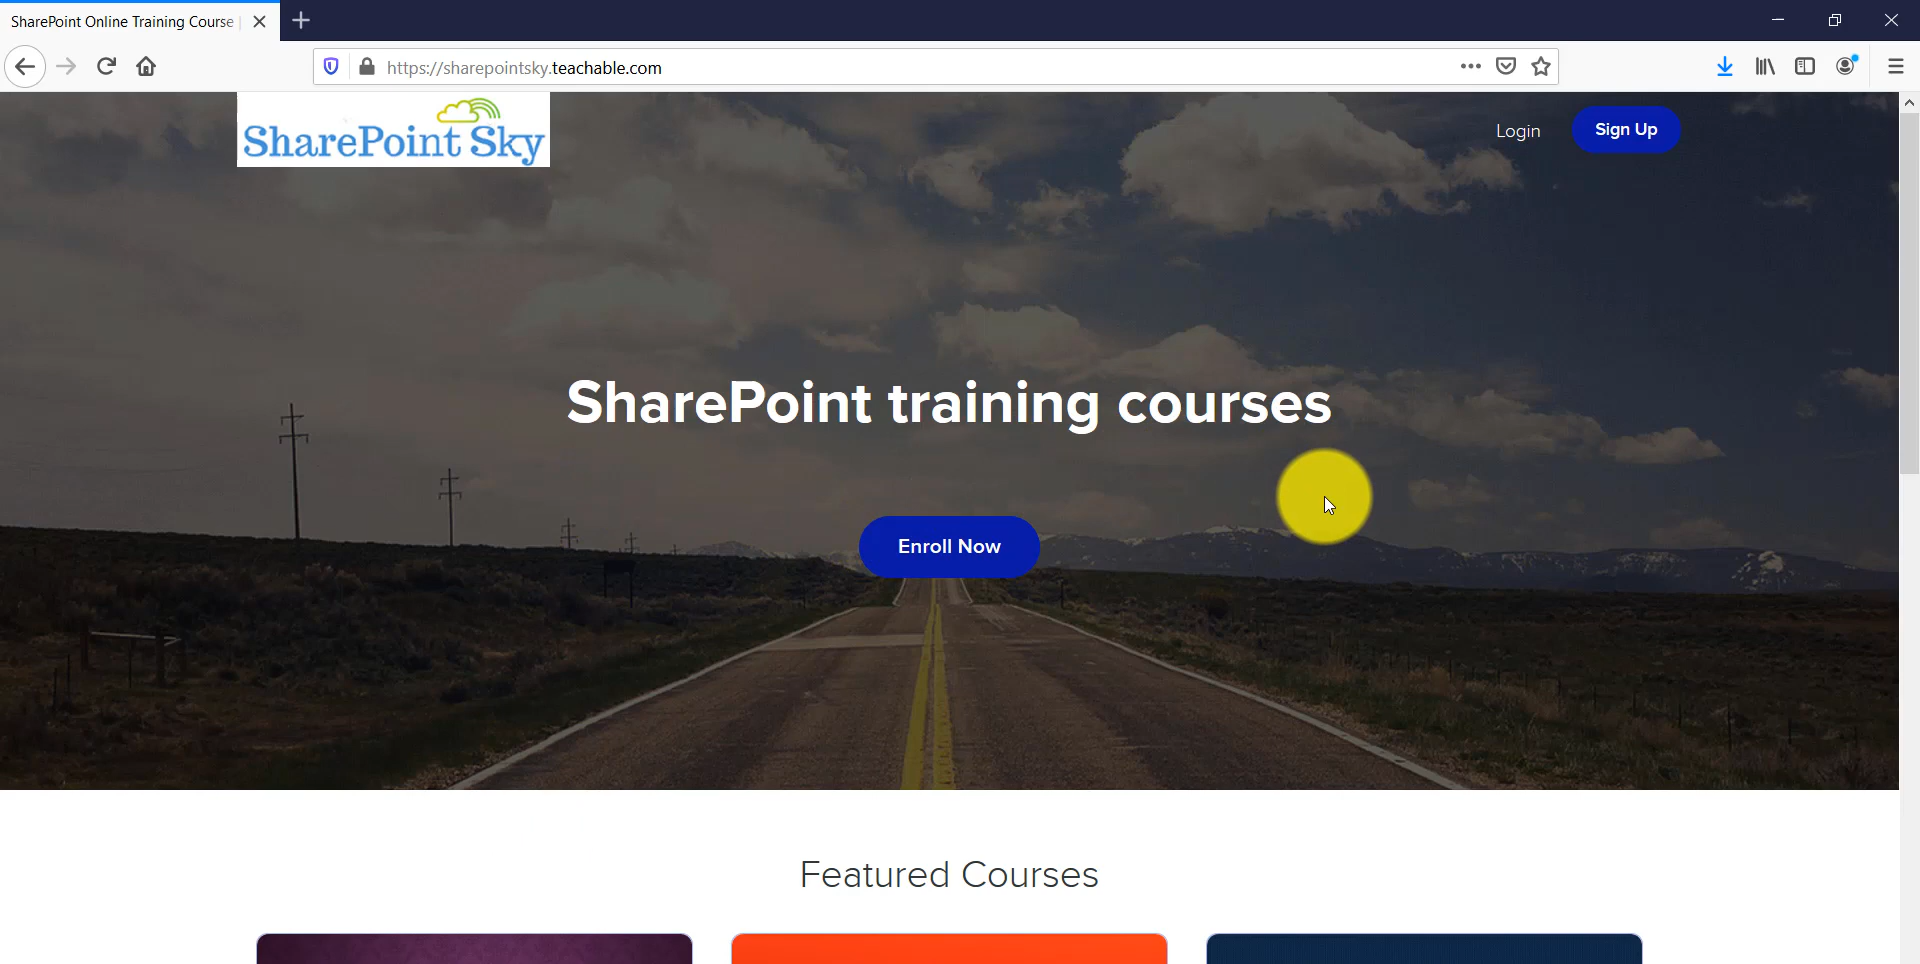 SharePoint Online Training Course |
https://sharepointsky.teachable.com
SharePoint Sky
Login
Sign Up
SharePoint training courses
Enroll Now
Featured Courses